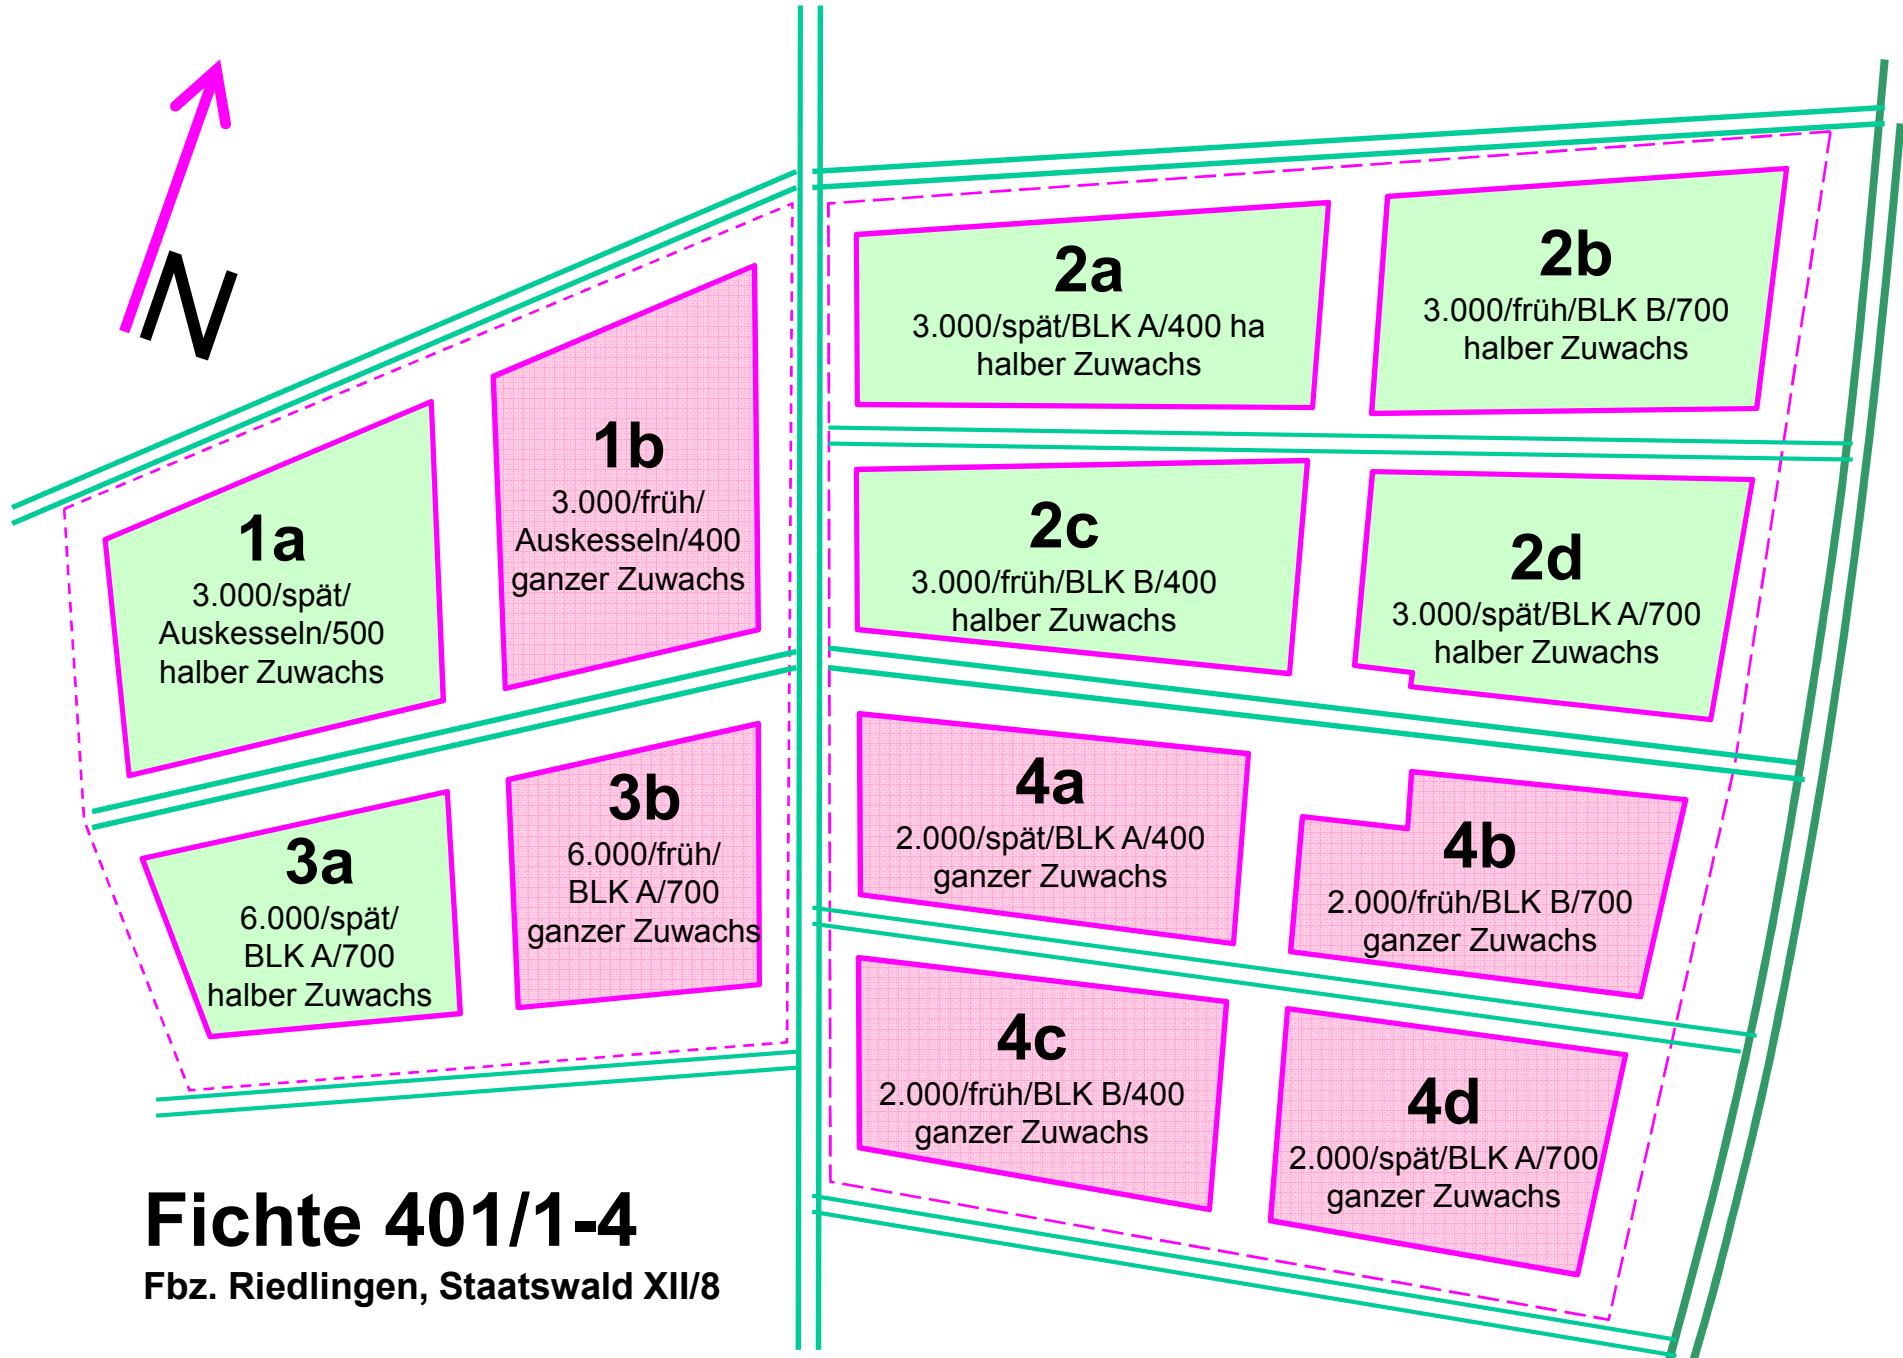 N
1a
3.000/spät/
Auskesseln/500
halber Zuwachs
1b
3.000/früh/
Auskesseln/400
ganzer Zuwachs
2a
3.000/spät/BLK A/400 ha
halber Zuwachs
2b
3.000/früh/BLK B/700
halber Zuwachs
2c
3.000/früh/BLK B/400
halber Zuwachs
2d
3.000/spät/BLK A/700
halber Zuwachs
3a
6.000/spät/
BLK A/700
halber Zuwachs
3b
6.000/früh/
BLK A/700
ganzer Zuwachs
4a
2.000/spät/BLK A/400
ganzer Zuwachs
4b
2.000/früh/BLK B/700
ganzer Zuwachs
4c
2.000/früh/BLK B/400
ganzer Zuwachs
4d
2.000/spät/BLK A/700
ganzer Zuwachs
Fichte 401/1-4
Fbz. Riedlingen, Staatswald XII/8